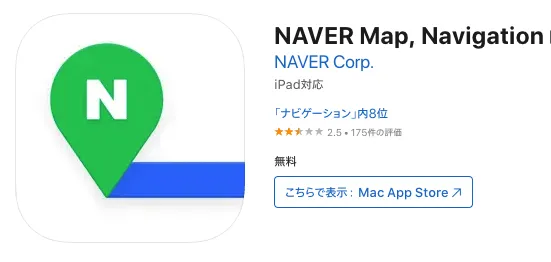 N
NAVER Map, Navigation
NAVER Corp.
iPad対応
「ナビゲーション」内8位
2.5 • 175件の評価
無料
こちらで表示： Mac App Store ↗